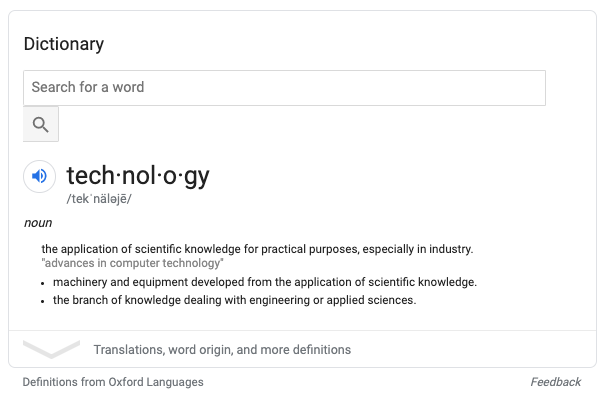 Dictionary
Search for a word
tech·nol·o·gy
/tekˈnäləjē/
noun
the application of scientific knowledge for practical purposes, especially in industry.
"advances in computer technology"
• machinery and equipment developed from the application of scientific knowledge.
• the branch of knowledge dealing with engineering or applied sciences.
Translations, word origin, and more definitions
Definitions from Oxford Languages
Feedback